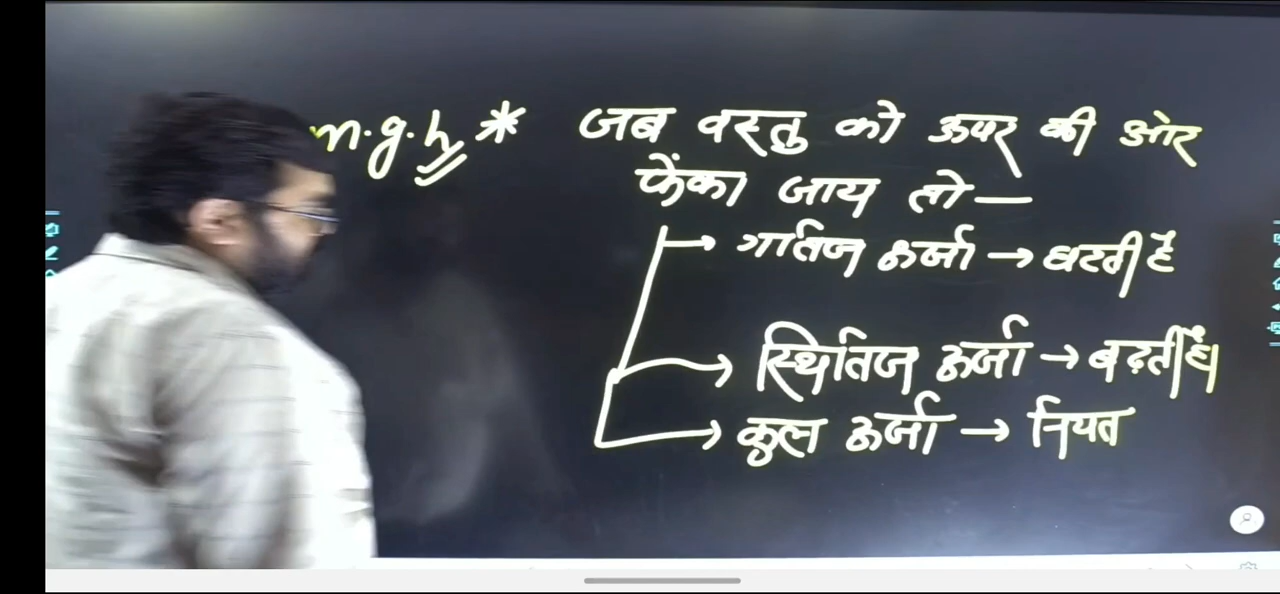 m.g.h * जब वस्तु को ऊपर की ओर
फेंका जाय तो —
→ गतिज ऊर्जा → घटती है
→ स्थितिज ऊर्जा → बढ़ती है।
→ कुल ऊर्जा → नियत